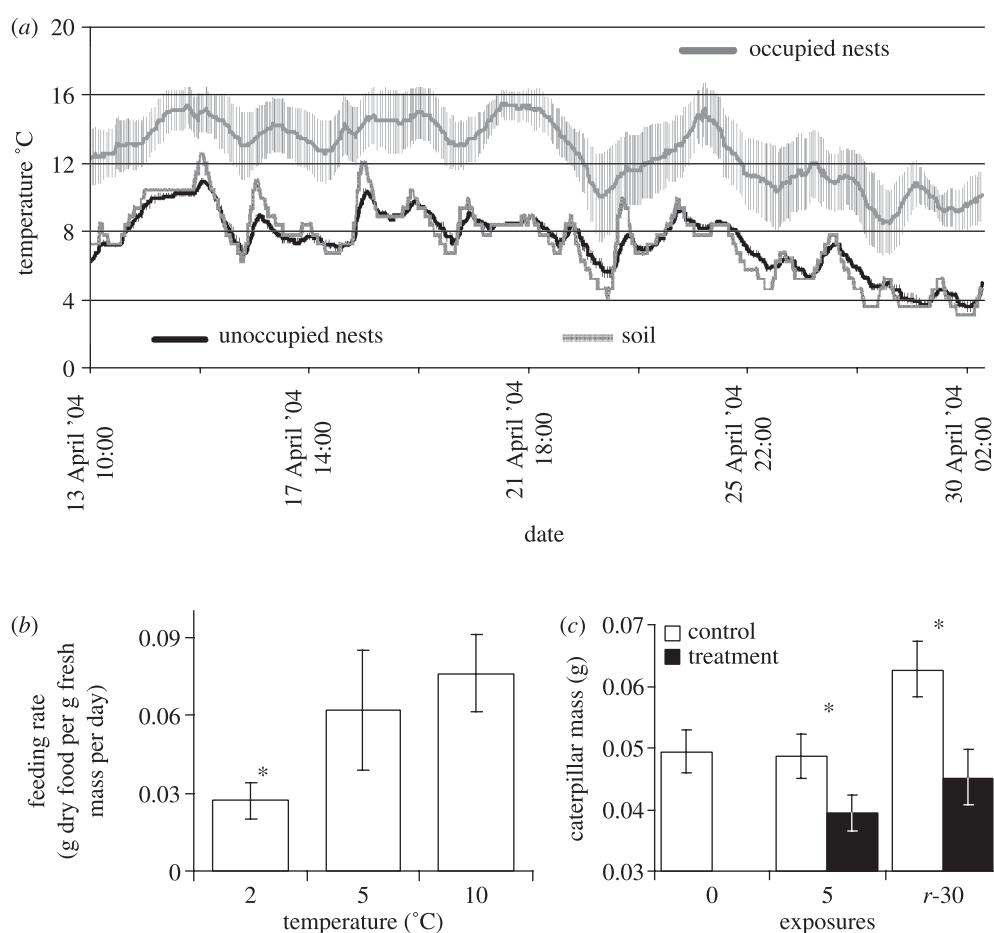 (a)
20
16
12
8
4
0
temperature ˚C
occupied nests
unoccupied nests
soil
13 April ’04
10:00
17 April ’04
14:00
21 April ’04
18:00
25 April ’04
22:00
30 April ’04
02:00
date
(b)
feeding rate
(g dry food per g fresh
mass per day)
0.09
0.06
0.03
0
*
2
5
10
temperature (˚C)
(c)
caterpillar mass (g)
0.07
0.06
0.05
0.04
0.03
control
treatment
*
*
0
5
r-30
exposures